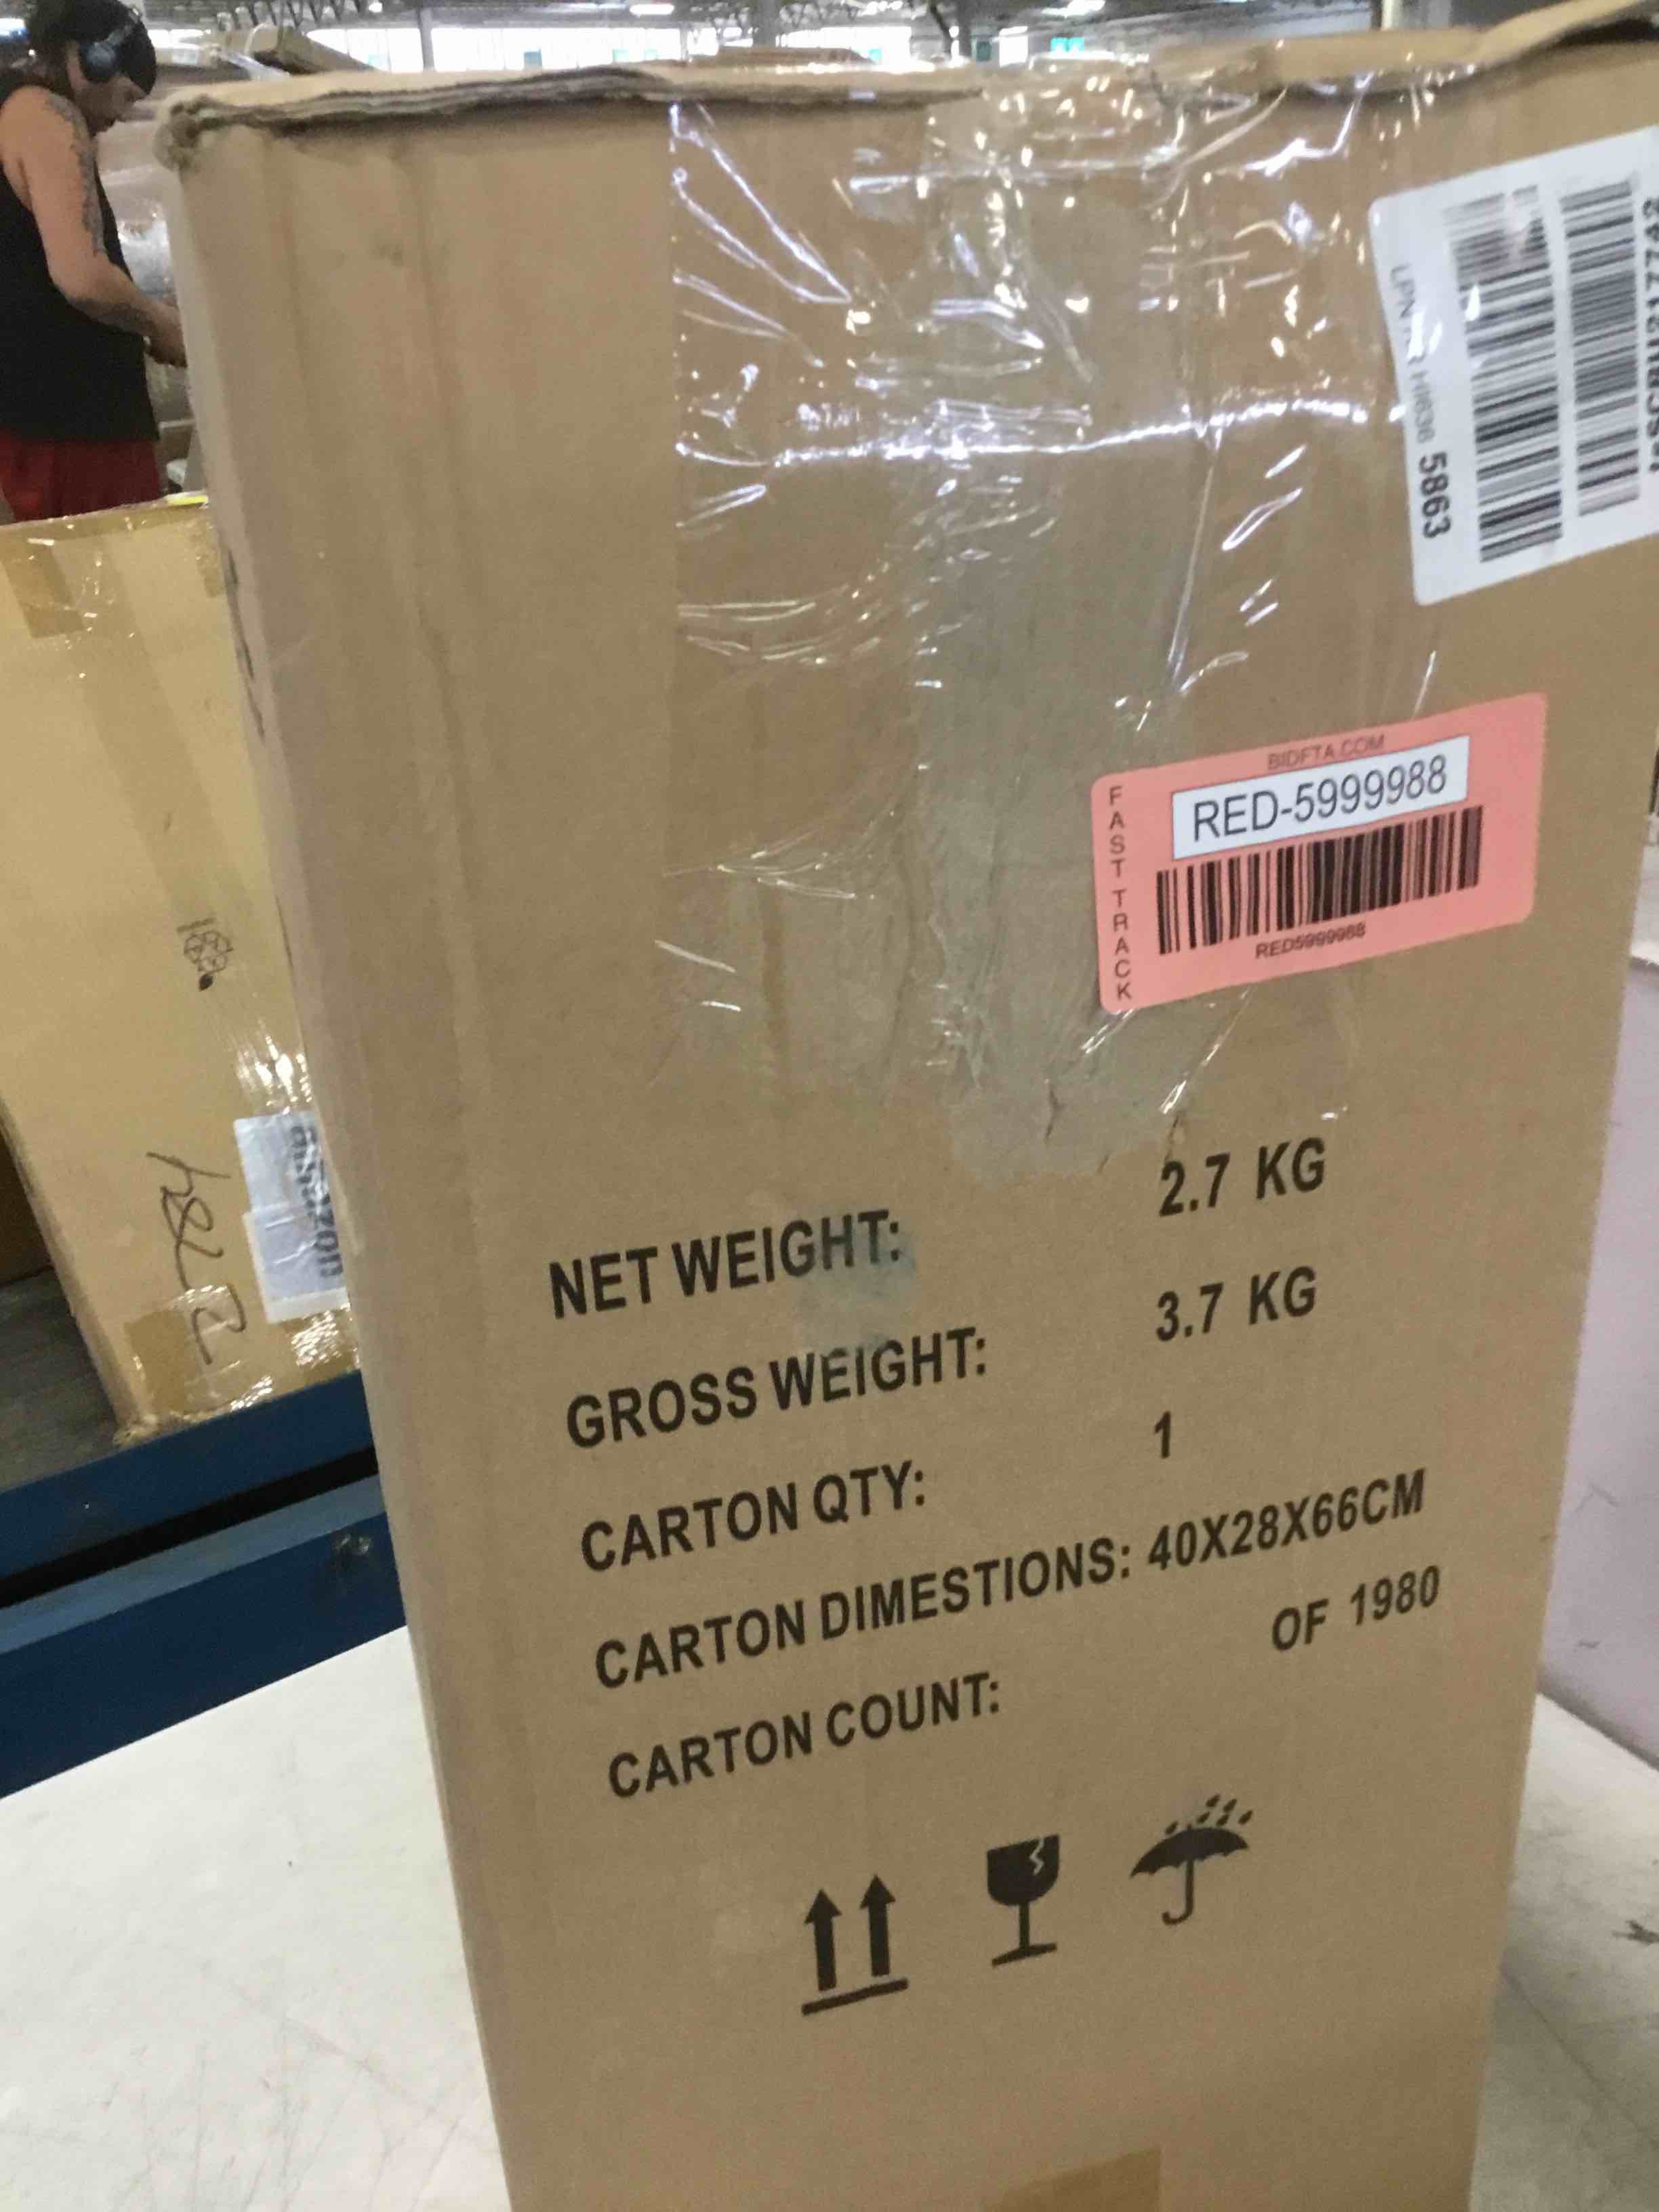 5863
BIDFTA.COM
FAST TRACK
RED-5999988
RED5999988
NET WEIGHT: 2.7 KG
GROSS WEIGHT: 3.7 KG
CARTON QTY: 1
CARTON DIMESTIONS: 40X28X66CM
CARTON COUNT: OF 1980
amazon